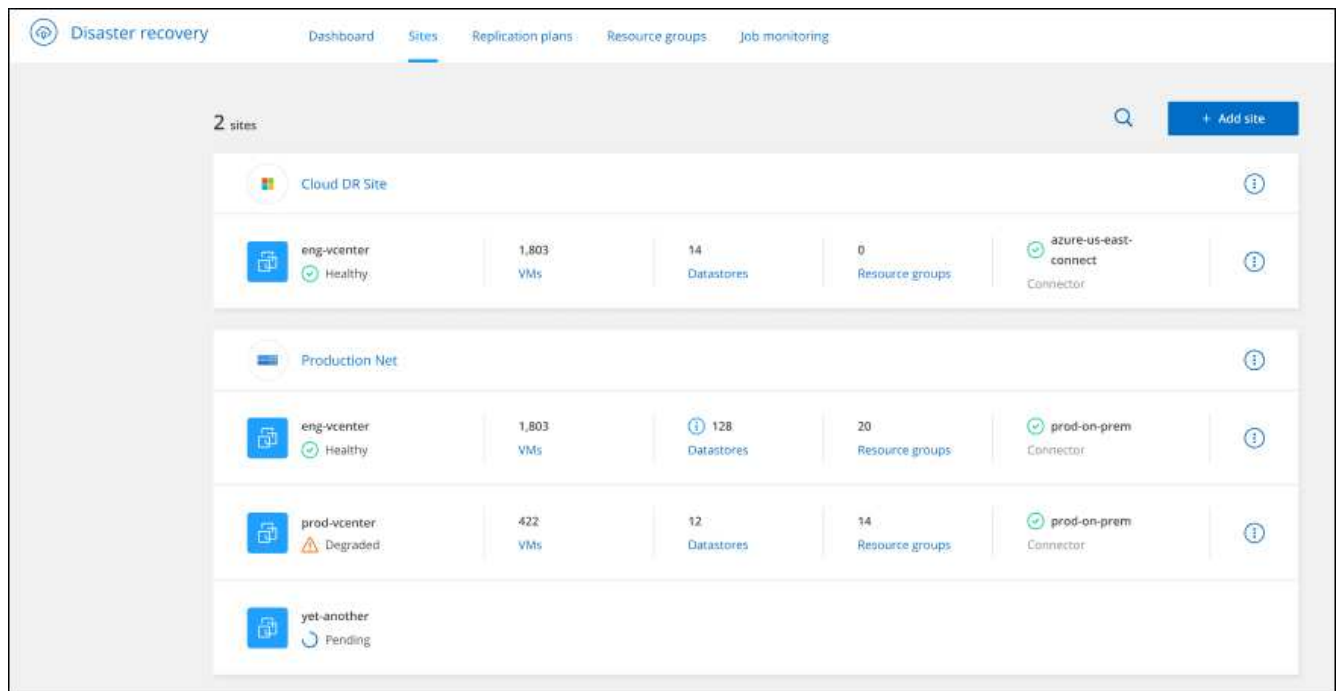 Disaster recovery
Dashboard Sites Replication plans Resource groups Job monitoring
2 sites
+ Add site
Cloud DR Site
eng-vcenter 1,803 14 0 azure-us-east-
connect
Healthy VMs Datastores Resource groups Connector
Production Net
eng-vcenter 1,803 128 20 prod-on-prem
Healthy VMs Datastores Resource groups Connector
prod-vcenter 422 12 14 prod-on-prem
Degraded VMs Datastores Resource groups Connector
yet-another
Pending